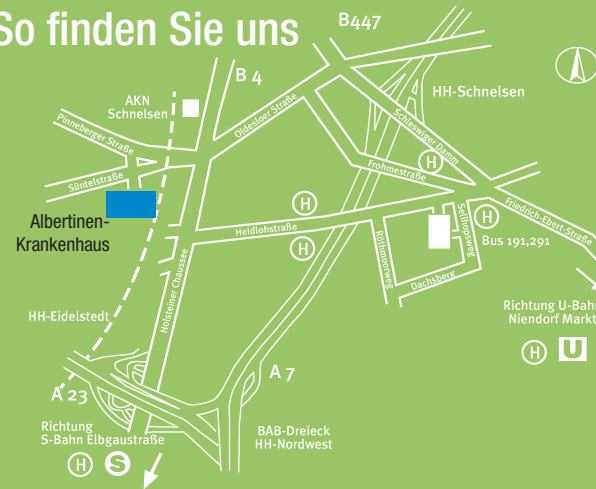 So finden Sie uns
B447
B 4
HH-Schnelsen
AKN
Schnelsen
Oldesloer Straße
Pinneberger Straße
Schleswiger Damm
Frohmestraße
H
Süntelstraße
Albertinen-
Krankenhaus
H
Heidlohstraße
H
Sellhopsweg
H
Friedrich-Ebert-Straße
Bus 191,291
Rothmoorweg
Dachsberg
Holsteiner Chaussee
HH-Eidelstedt
Richtung U-Bahn
Niendorf Markt
H U
A 7
A 23
Richtung
S-Bahn Elbgaustraße
H S
BAB-Dreieck
HH-Nordwest